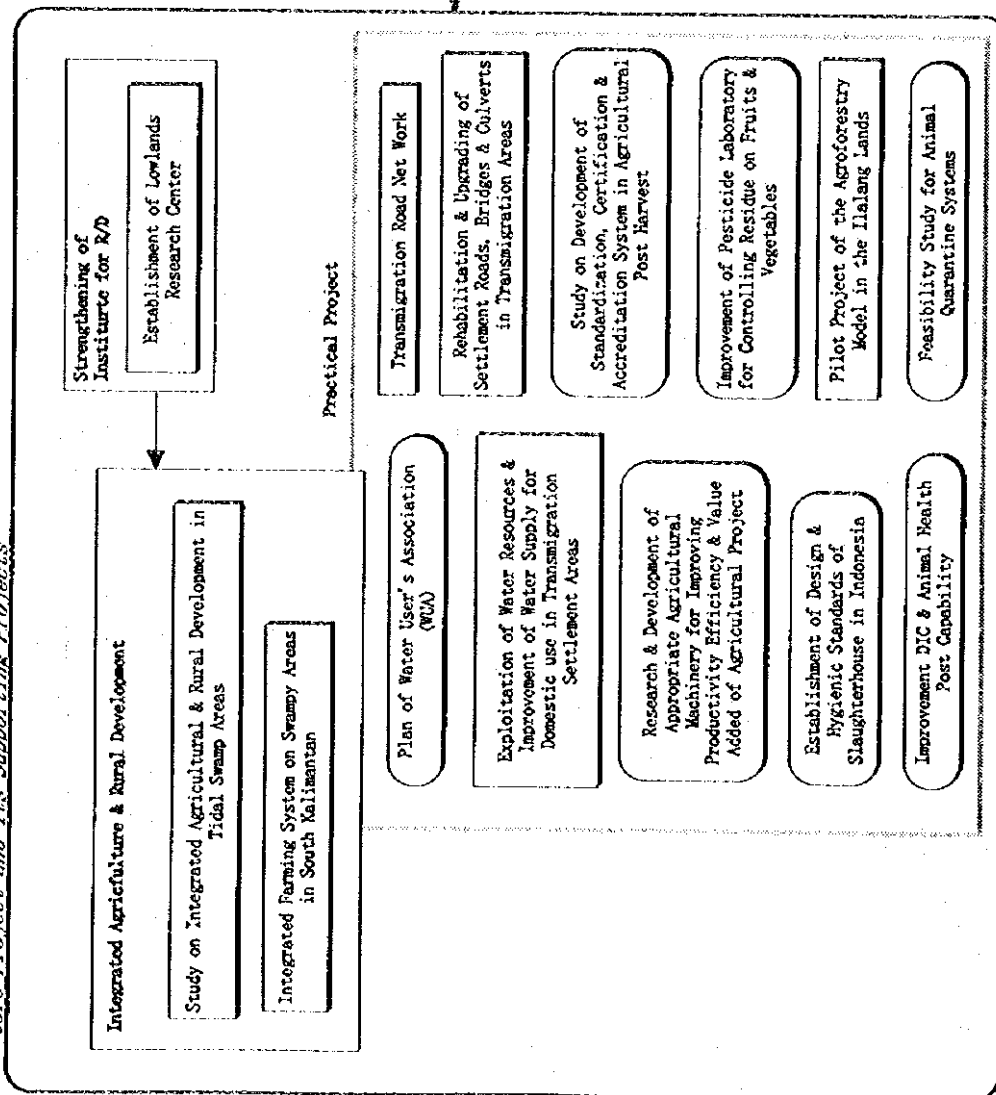 Project and Its Supporting Projects
Integrated Agricfulture & Rural Development
Study on Integrated Agricultural & Rural Development in
Tidal Swamp Areas
Integrated Farming System on Swampy Areas
in South Kalimantan
Strengthening of
Institurte for R/D
Establishment of Lowlands
Research Center
Practical Project
Plan of Water User's Association
(WUA)
Exploitation of Water Resources &
Improvement of Water Supply for
Domestic use in Transmigration
Settlement Areas
Research & Development of
Appropriate Agricultural
Machinery for Improving
Productivity Efficiency & Value
Added of Agricultural Project
Establishment of Design &
Hygienic Standards of
Slaughterhouse in Indonesia
Improvement DIC & Animal Health
Post Capability
Transmigration Road Net Work
Rehabilitation & Upgrading of
Settlement Roads, Bridges & Culverts
in Transmigration Areas
Study on Development of
Standardization, Certification &
Accreditation System in Agricultural
Post Harvest
Improvement of Pesticide Laboratory
for Controlling Residue on Fruits &
Vegetables
Pilot Project of the Agroforestry
Model in the Ilalang Lands
Feasibility Study for Animal
Quarantine Systems